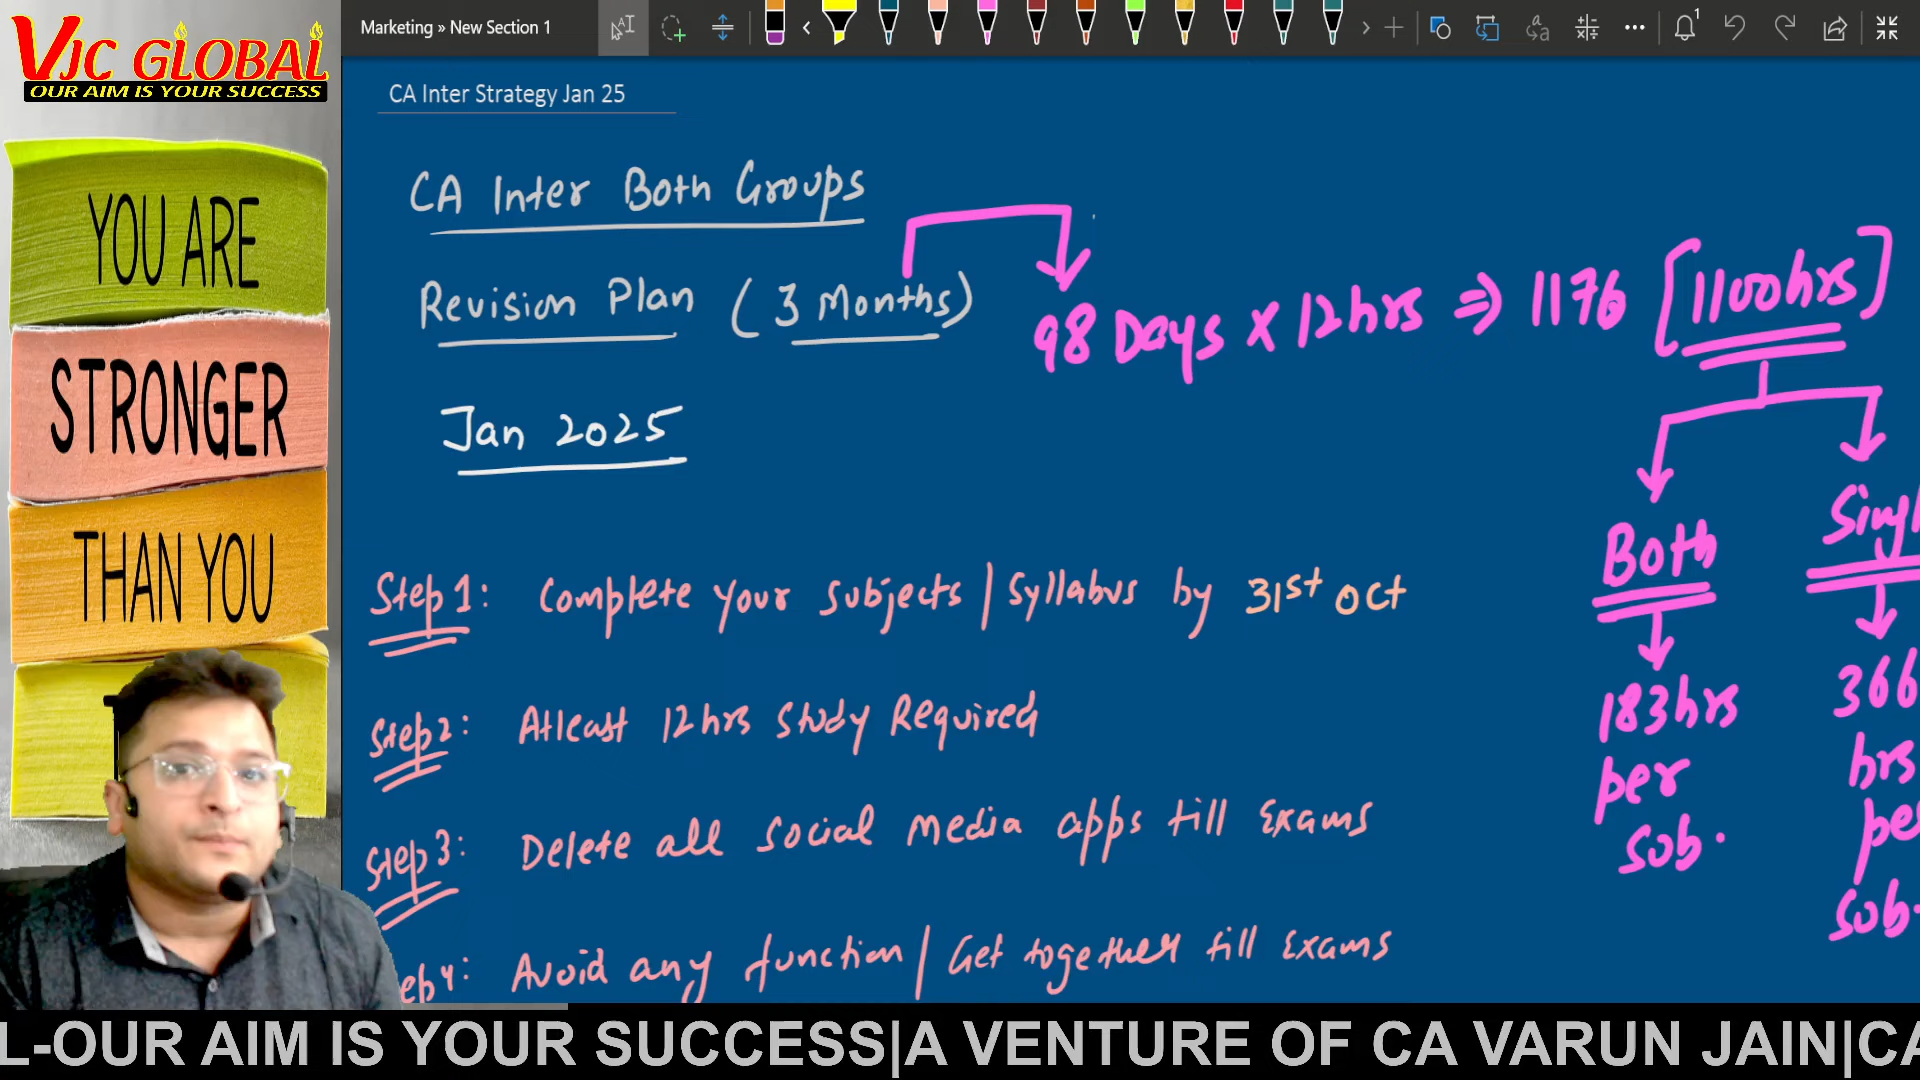 VJC GLOBAL
OUR AIM IS YOUR SUCCESS
YOU ARE
STRONGER
THAN YOU
Marketing » New Section 1
CA Inter Strategy Jan 25
CA Inter Both Groups
Revision Plan (3 Months)
98 Days x 12hrs ⇒ 1176 [1100hrs]
Jan 2025
Both
183hrs
per
sub.
366
hrs
sub.
Step 1: Complete your Subjects / Syllabus by 31st Oct
Step 2: Atleast 12hrs Study Required
Step 3: Delete all Social Media apps till Exams
Avoid any function / Get together till Exams
L-OUR AIM IS YOUR SUCCESS|A VENTURE OF CA VARUN JAIN|CA